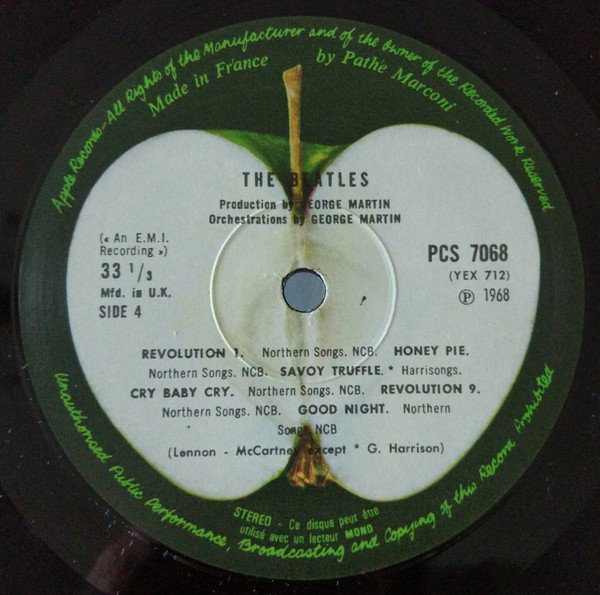 Apple Records - All Rights of the Manufacturer and of the Owner of the Recorded Work Reserved
Made in France by Pathé Marconi
THE BEATLES
Production by GEORGE MARTIN
Orchestrations by GEORGE MARTIN
(« An E.M.I.
Recording »)
33 1/3
Mfd. in U.K.
SIDE 4
PCS 7068
(YEX 712)
Ⓟ 1968
REVOLUTION 1. Northern Songs. NCB. HONEY PIE.
Northern Songs. NCB. SAVOY TRUFFLE. * Harrisongs.
CRY BABY CRY. Northern Songs. NCB. REVOLUTION 9.
Northern Songs. NCB. GOOD NIGHT. Northern
Songs. NCB
(Lennon - McCartney except * G. Harrison)
STEREO - Ce disque peut être
utilisé avec un lecteur MONO
Unauthorised Public Performance, Broadcasting and Copying of this Record Prohibited